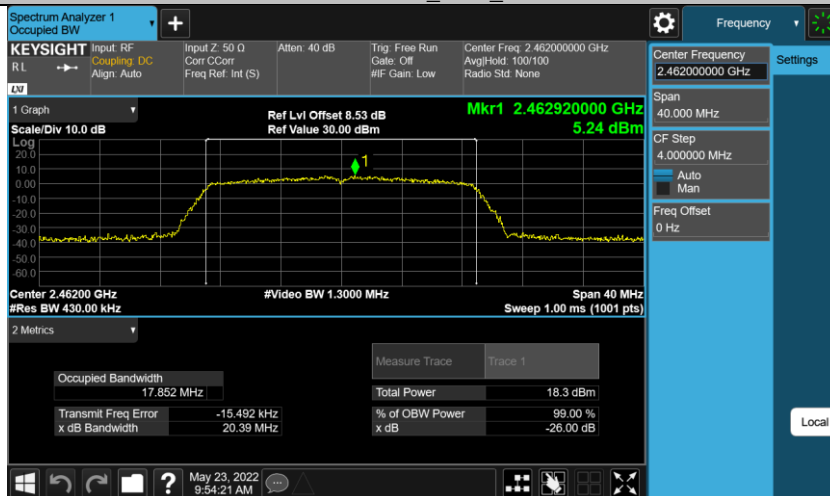 Spectrum Analyzer 1
Occupied BW
Frequency
KEYSIGHT
RL
LXI
Input: RF
Coupling: DC
Align: Auto
Input Z: 50 Ω
Corr CCorr
Freq Ref: Int (S)
Atten: 40 dB
Trig: Free Run
Gate: Off
#IF Gain: Low
Center Freq: 2.462000000 GHz
Avg|Hold: 100/100
Radio Std: None
Center Frequency
2.462000000 GHz
Settings
Span
40.000 MHz
CF Step
4.000000 MHz
Auto
Man
Freq Offset
0 Hz
Local
1 Graph
Scale/Div 10.0 dB
Ref Lvl Offset 8.53 dB
Ref Value 30.00 dBm
Mkr1 2.462920000 GHz
5.24 dBm
Log
20.0
10.0
0.00
-10.0
-20.0
-30.0
-40.0
-50.0
-60.0
1
Center 2.46200 GHz
#Res BW 430.00 kHz
#Video BW 1.3000 MHz
Span 40 MHz
Sweep 1.00 ms (1001 pts)
2 Metrics
Measure Trace
Trace 1
Occupied Bandwidth
17.852 MHz
Total Power
18.3 dBm
Transmit Freq Error
-15.492 kHz
% of OBW Power
99.00 %
x dB Bandwidth
20.39 MHz
x dB
-26.00 dB
?
May 23, 2022
9:54:21 AM